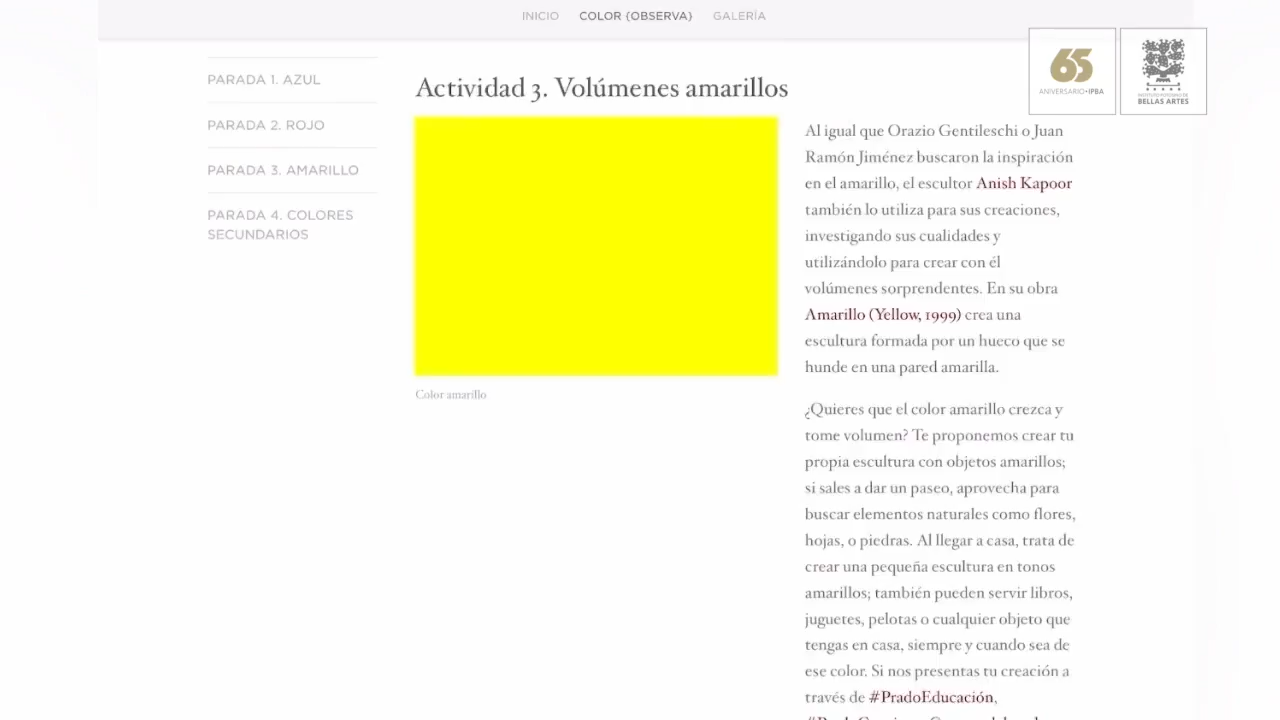 INICIO COLOR (OBSERVA) GALERÍA
65
ANIVERSARIO•IPBA
INSTITUTO POTOSINO DE
BELLAS ARTES
PARADA 1. AZUL
PARADA 2. ROJO
PARADA 3. AMARILLO
PARADA 4. COLORES
SECUNDARIOS
Actividad 3. Volúmenes amarillos
Color amarillo
Al igual que Orazio Gentileschi o Juan
Ramón Jiménez buscaron la inspiración
en el amarillo, el escultor Anish Kapoor
también lo utiliza para sus creaciones,
investigando sus cualidades y
utilizándolo para crear con él
volúmenes sorprendentes. En su obra
Amarillo (Yellow, 1999) crea una
escultura formada por un hueco que se
hunde en una pared amarilla.
¿Quieres que el color amarillo crezca y
tome volumen? Te proponemos crear tu
propia escultura con objetos amarillos;
si sales a dar un paseo, aprovecha para
buscar elementos naturales como flores,
hojas, o piedras. Al llegar a casa, trata de
crear una pequeña escultura en tonos
amarillos; también pueden servir libros,
juguetes, pelotas o cualquier objeto que
tengas en casa, siempre y cuando sea de
ese color. Si nos presentas tu creación a
través de #PradoEducación,